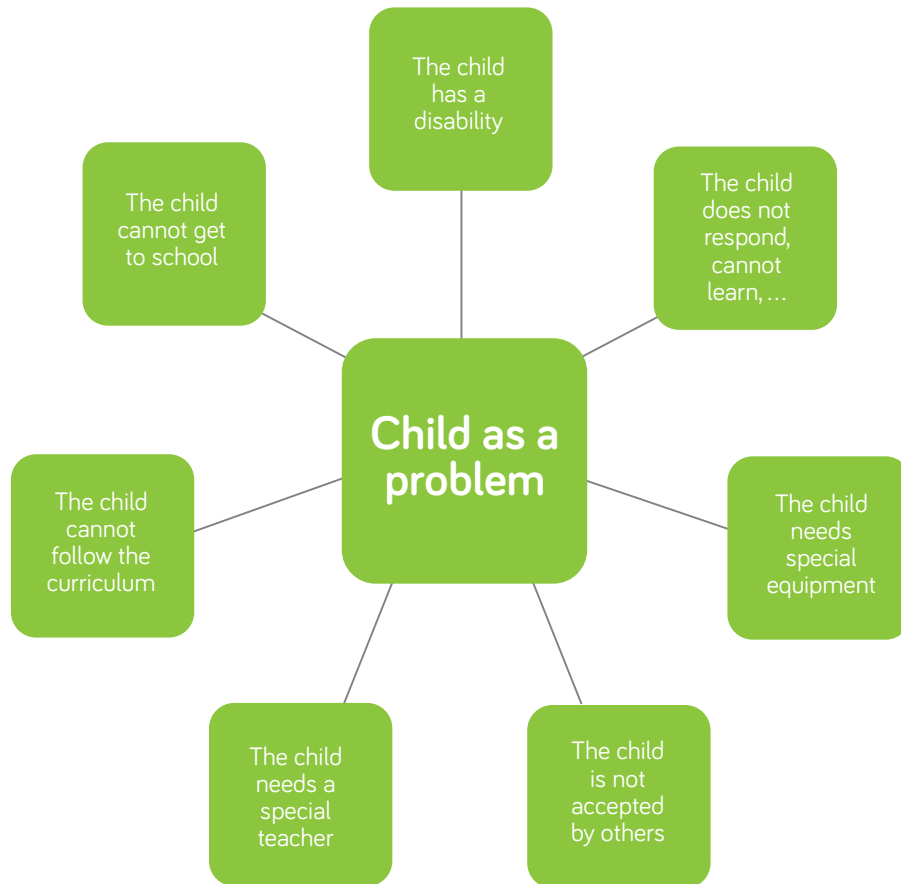 The child
has a
disability
The child
cannot get
to school
The child
does not
respond,
cannot
learn, ...
Child as a
problem
The child
cannot
follow the
curriculum
The child
needs
special
equipment
The child
needs a
special
teacher
The child
is not
accepted
by others